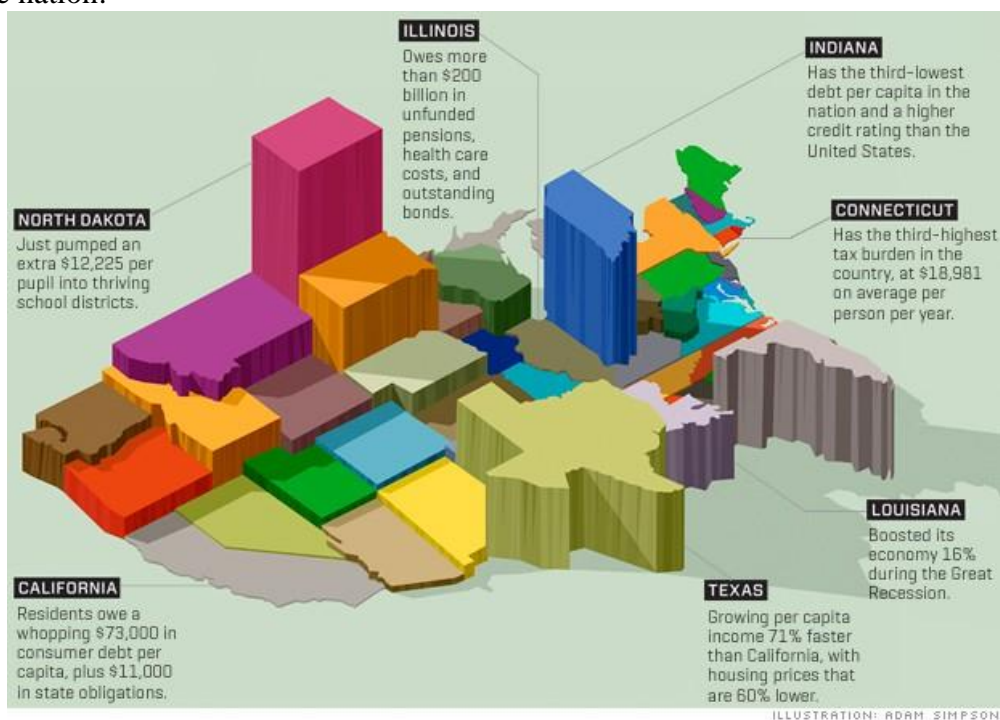 e nation.
ILLINOIS
Owes more
than $200
billion in
unfunded
pensions,
health care
costs, and
outstanding
bonds.
INDIANA
Has the third-lowest
debt per capita in the
nation and a higher
credit rating than the
United States.
NORTH DAKOTA
Just pumped an
extra $12,225 per
pupil into thriving
school districts.
CONNECTICUT
Has the third-highest
tax burden in the
country, at $18,981
on average per
person per year.
LOUISIANA
Boosted its
economy 16%
during the Great
Recession.
CALIFORNIA
Residents owe a
whopping $73,000 in
consumer debt per
capita, plus $11,000
in state obligations.
TEXAS
Growing per capita
income 71% faster
than California, with
housing prices that
are 60% lower.
ILLUSTRATION: ADAM SIMPSON